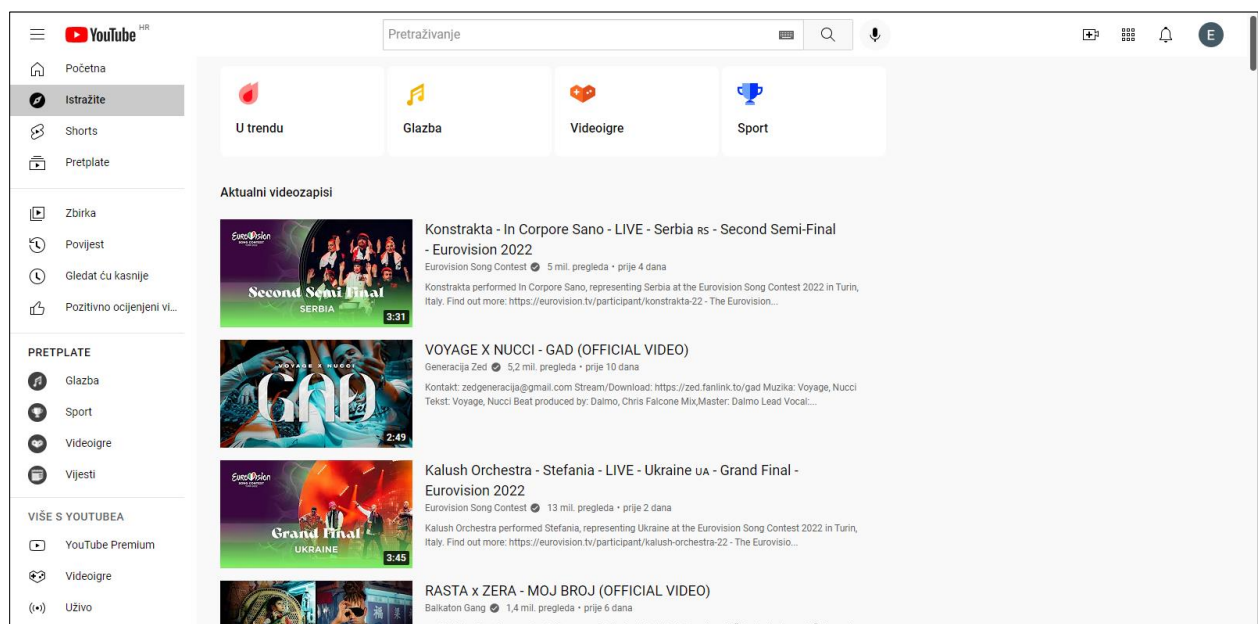 YouTube HR
Pretraživanje
E
Početna
Istražite
Shorts
Pretplate
Zbirka
Povijest
Gledat ću kasnije
Pozitivno ocijenjeni vi...
PRETPLATE
Glazba
Sport
Videoigre
Vijesti
VIŠE S YOUTUBEA
YouTube Premium
Videoigre
Uživo
U trendu
Glazba
Videoigre
Sport
Aktualni videozapisi
EUROVISION
SONG CONTEST
Second Semi Final
SERBIA
3:31
Konstrakta - In Corpore Sano - LIVE - Serbia RS - Second Semi-Final
- Eurovision 2022
Eurovision Song Contest 5 mil. pregleda • prije 4 dana
Konstrakta performed In Corpore Sano, representing Serbia at the Eurovision Song Contest 2022 in Turin,
Italy. Find out more: https://eurovision.tv/participant/konstrakta-22 - The Eurovision...
VOYAGE X NUCCI
GAD
2:49
VOYAGE X NUCCI - GAD (OFFICIAL VIDEO)
Generacija Zed 5,2 mil. pregleda • prije 10 dana
Kontakt: zedgeneracija@gmail.com Stream/Download: https://zed.fanlink.to/gad Muzika: Voyage, Nucci
Tekst: Voyage, Nucci Beat produced by: Dalmo, Chris Falcone Mix,Master: Dalmo Lead Vocal:...
EUROVISION
SONG CONTEST
Grand Final
UKRAINE
3:45
Kalush Orchestra - Stefania - LIVE - Ukraine UA - Grand Final -
Eurovision 2022
Eurovision Song Contest 13 mil. pregleda • prije 2 dana
Kalush Orchestra performed Stefania, representing Ukraine at the Eurovision Song Contest 2022 in Turin,
Italy. Find out more: https://eurovision.tv/participant/kalush-orchestra-22 - The Eurovisio...
RASTA x ZERA - MOJ BROJ (OFFICIAL VIDEO)
Balkaton Gang 1,4 mil. pregleda • prije 6 dana